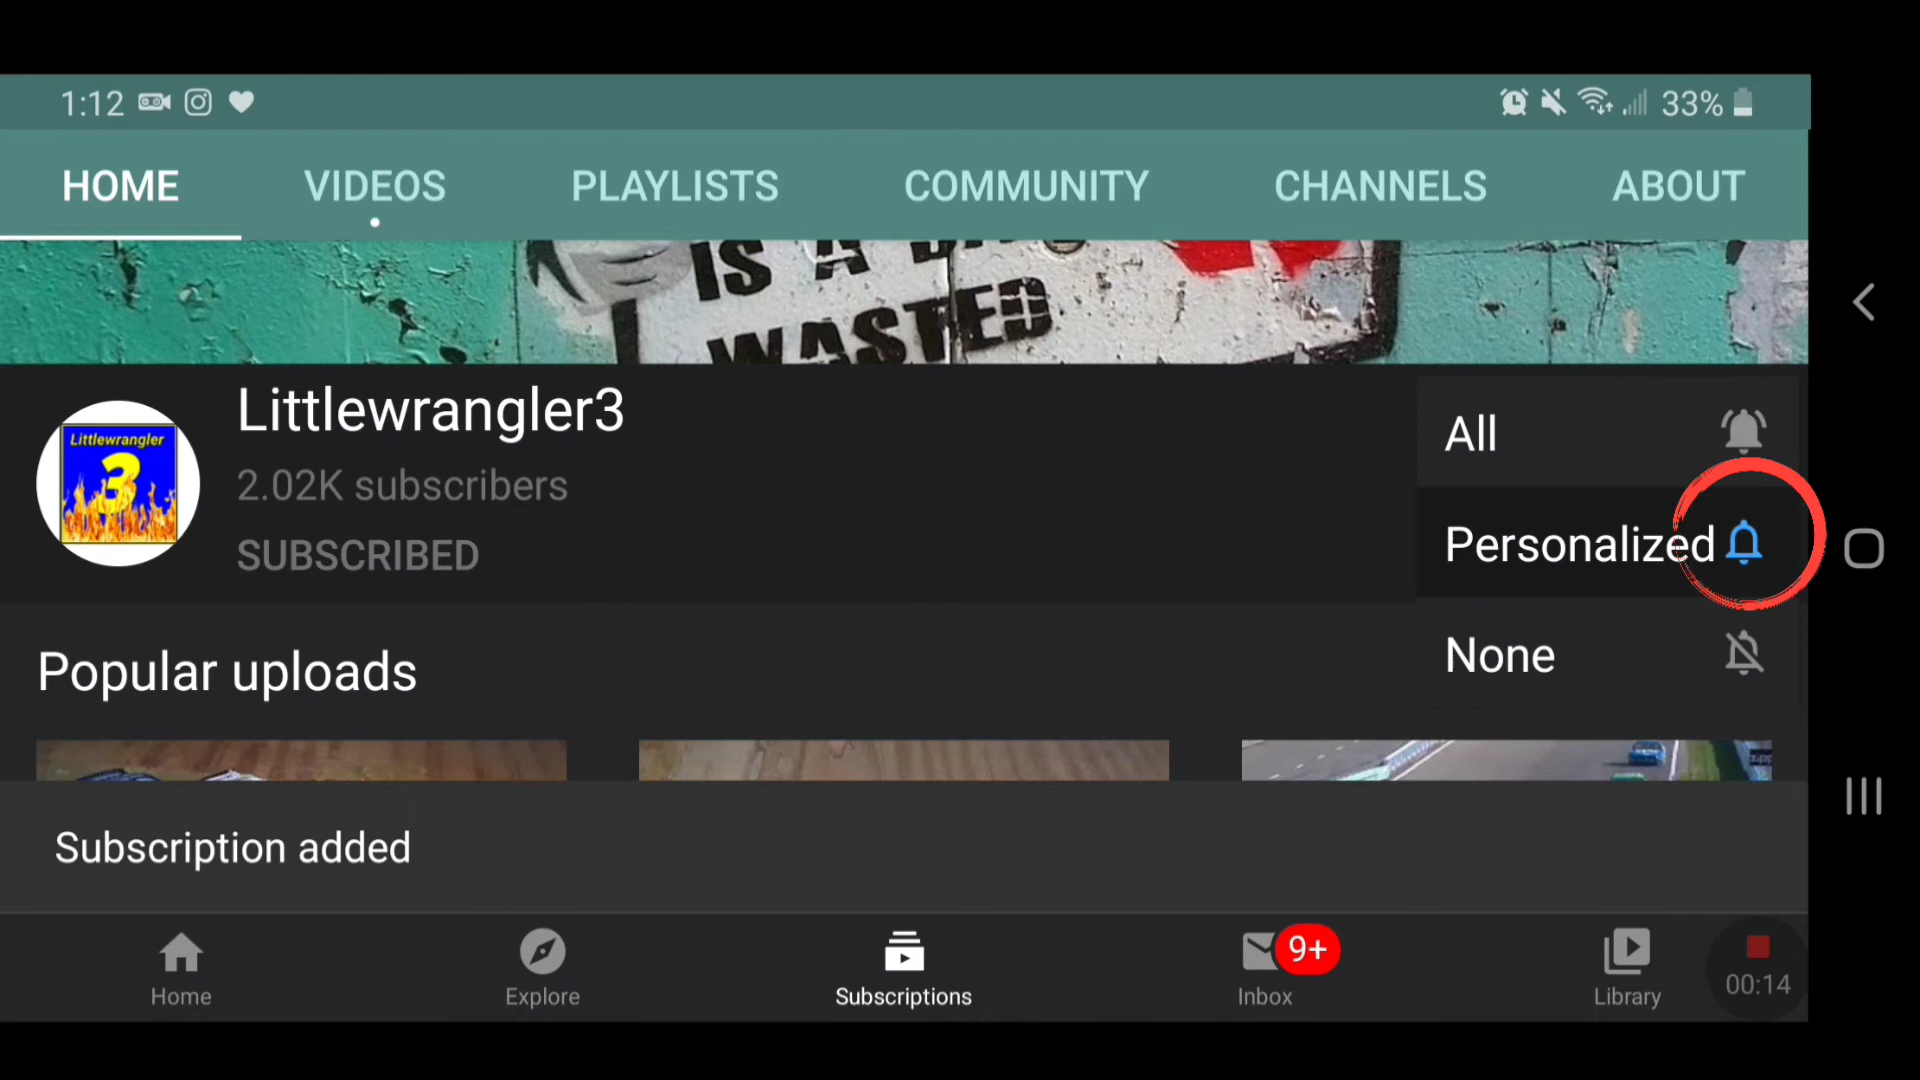 1:12
33%
HOME VIDEOS PLAYLISTS COMMUNITY CHANNELS ABOUT
IS A
WASTED
Littlewrangler
3
Littlewrangler3
2.02K subscribers
SUBSCRIBED
All
Personalized
None
Popular uploads
Subscription added
Home
Explore
Subscriptions
9+
Inbox
Library
00:14